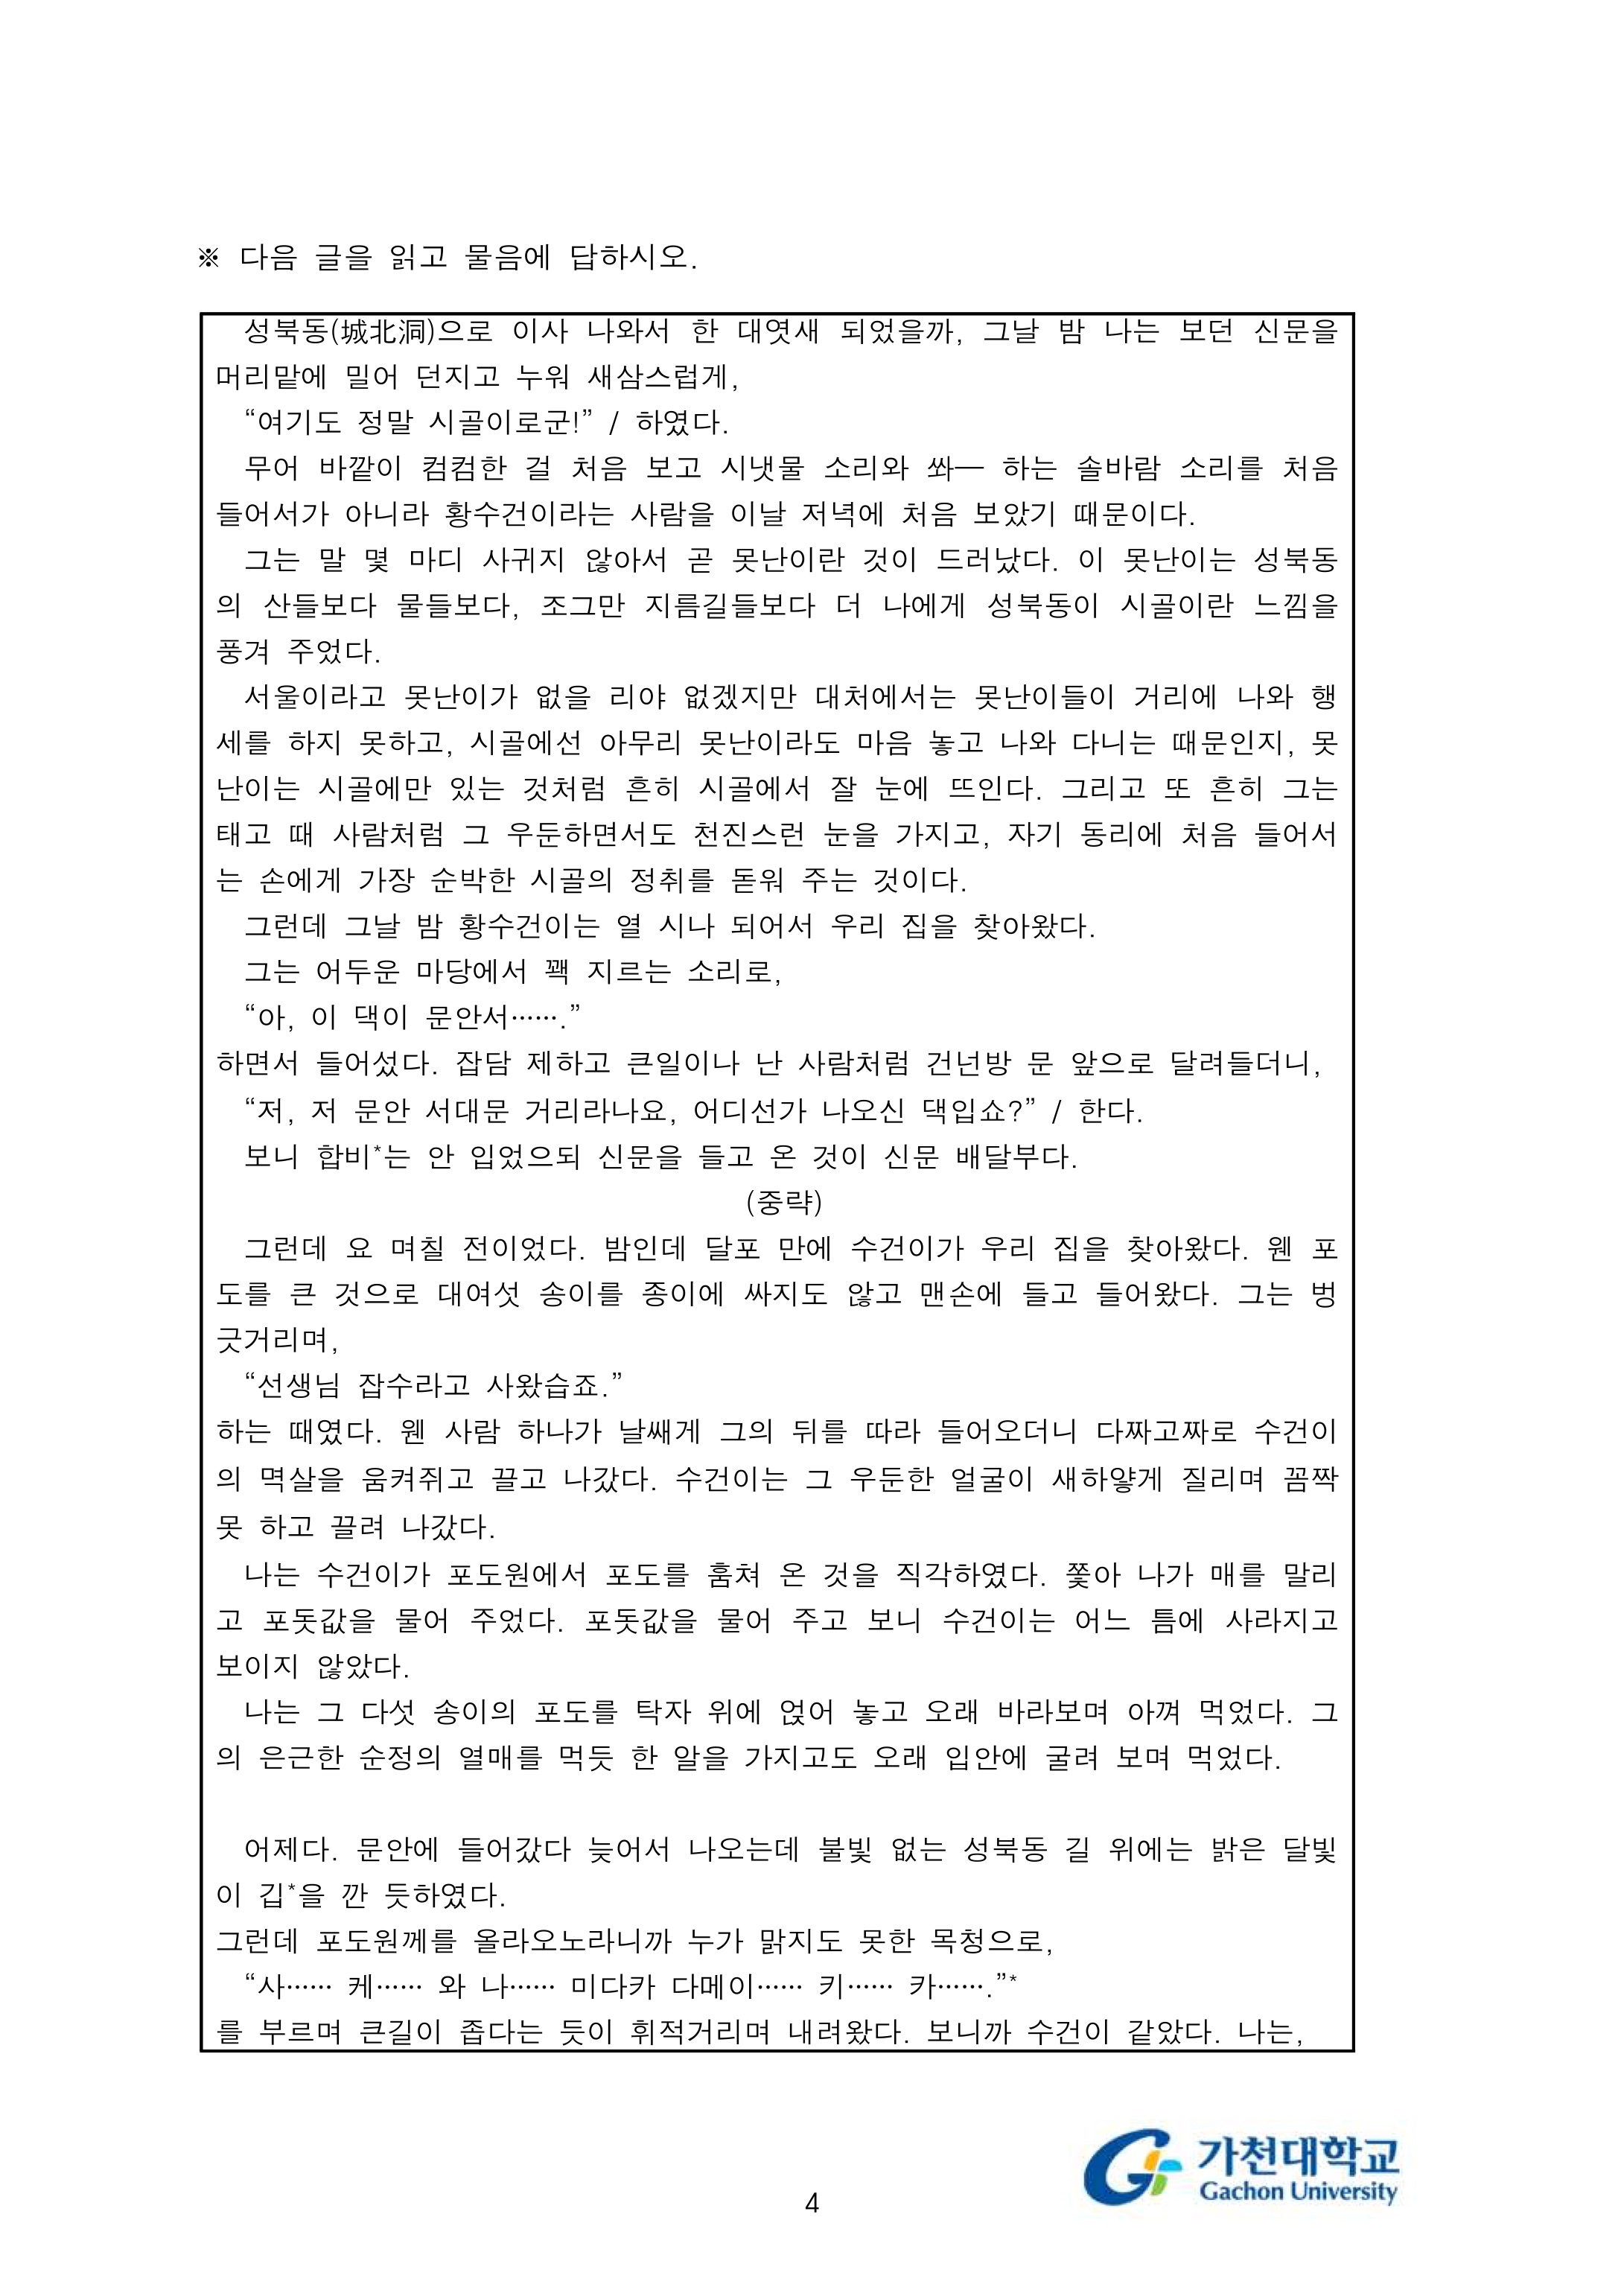 ※ 다음 글을 읽고 물음에 답하시오.
성북동(城北洞)으로 이사 나와서 한 대엿새 되었을까, 그날 밤 나는 보던 신문을
머리맡에 밀어 던지고 누워 새삼스럽게,
“여기도 정말 시골이로군!” / 하였다.
무어 바깥이 컴컴한 걸 처음 보고 시냇물 소리와 쏴― 하는 솔바람 소리를 처음
들어서가 아니라 황수건이라는 사람을 이날 저녁에 처음 보았기 때문이다.
그는 말 몇 마디 사귀지 않아서 곧 못난이란 것이 드러났다. 이 못난이는 성북동
의 산들보다 물들보다, 조그만 지름길들보다 더 나에게 성북동이 시골이란 느낌을
풍겨 주었다.
서울이라고 못난이가 없을 리야 없겠지만 대처에서는 못난이들이 거리에 나와 행
세를 하지 못하고, 시골에선 아무리 못난이라도 마음 놓고 나와 다니는 때문인지, 못
난이는 시골에만 있는 것처럼 흔히 시골에서 잘 눈에 뜨인다. 그리고 또 흔히 그는
태고 때 사람처럼 그 우둔하면서도 천진스런 눈을 가지고, 자기 동리에 처음 들어서
는 손에게 가장 순박한 시골의 정취를 돋워 주는 것이다.
그런데 그날 밤 황수건이는 열 시나 되어서 우리 집을 찾아왔다.
그는 어두운 마당에서 꽥 지르는 소리로,
“아, 이 댁이 문안서…….”
하면서 들어섰다. 잡담 제하고 큰일이나 난 사람처럼 건넌방 문 앞으로 달려들더니,
“저, 저 문안 서대문 거리라나요, 어디선가 나오신 댁입쇼?” / 한다.
보니 합비*는 안 입었으되 신문을 들고 온 것이 신문 배달부다.
(중략)
그런데 요 며칠 전이었다. 밤인데 달포 만에 수건이가 우리 집을 찾아왔다. 웬 포
도를 큰 것으로 대여섯 송이를 종이에 싸지도 않고 맨손에 들고 들어왔다. 그는 벙
긋거리며,
“선생님 잡수라고 사왔습죠.”
하는 때였다. 웬 사람 하나가 날쌔게 그의 뒤를 따라 들어오더니 다짜고짜로 수건이
의 멱살을 움켜쥐고 끌고 나갔다. 수건이는 그 우둔한 얼굴이 새하얗게 질리며 꼼짝
못 하고 끌려 나갔다.
나는 수건이가 포도원에서 포도를 훔쳐 온 것을 직각하였다. 쫓아 나가 매를 말리
고 포돗값을 물어 주었다. 포돗값을 물어 주고 보니 수건이는 어느 틈에 사라지고
보이지 않았다.
나는 그 다섯 송이의 포도를 탁자 위에 얹어 놓고 오래 바라보며 아껴 먹었다. 그
의 은근한 순정의 열매를 먹듯 한 알을 가지고도 오래 입안에 굴려 보며 먹었다.
어제다. 문안에 들어갔다 늦어서 나오는데 불빛 없는 성북동 길 위에는 밝은 달빛
이 깁*을 깐 듯하였다.
그런데 포도원께를 올라오노라니까 누가 맑지도 못한 목청으로,
“사…… 케…… 와 나…… 미다카 다메이…… 키…… 카…….”*
를 부르며 큰길이 좁다는 듯이 휘적거리며 내려왔다. 보니까 수건이 같았다. 나는,
가천대학교
Gachon University
4